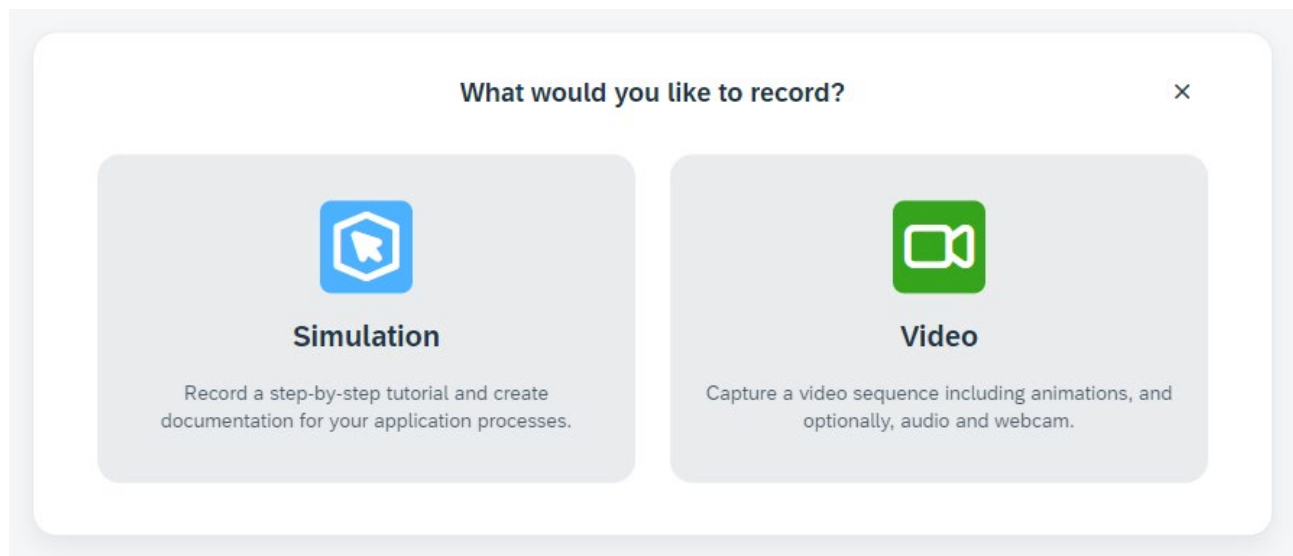 What would you like to record?
Simulation
Record a step-by-step tutorial and create
documentation for your application processes.
Video
Capture a video sequence including animations, and
optionally, audio and webcam.